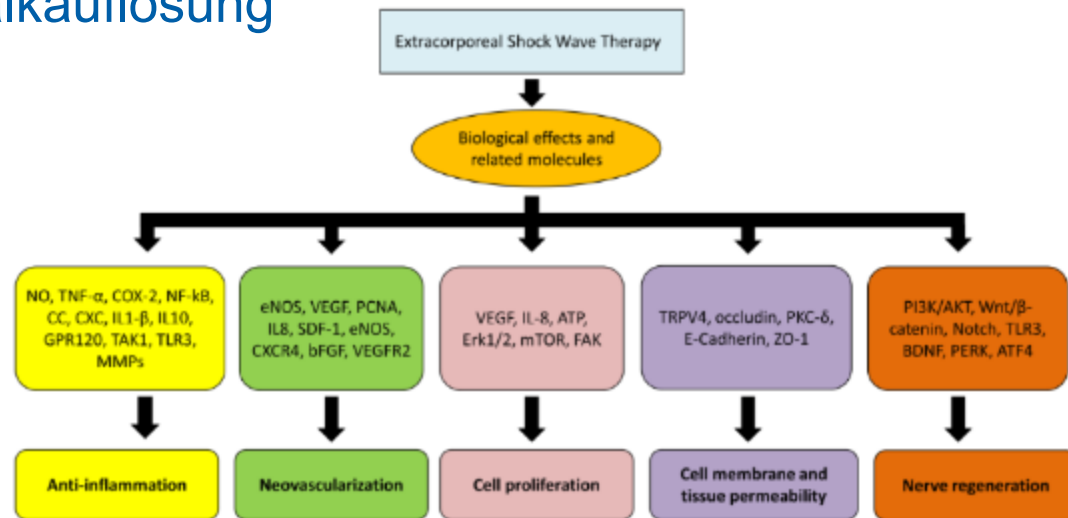 alkauflösung
Extracorporeal Shock Wave Therapy
Biological effects and
related molecules
NO, TNF-α, COX-2, NF-kB,
CC, CXC, IL1-β, IL10,
GPR120, TAK1, TLR3,
MMPs
eNOS, VEGF, PCNA,
IL8, SDF-1, eNOS,
CXCR4, bFGF, VEGFR2
VEGF, IL-8, ATP,
Erk1/2, mTOR, FAK
TRPV4, occludin, PKC-δ,
E-Cadherin, ZO-1
PI3K/AKT, Wnt/β-
catenin, Notch, TLR3,
BDNF, PERK, ATF4
Anti-inflammation
Neovascularization
Cell proliferation
Cell membrane and
tissue permeability
Nerve regeneration